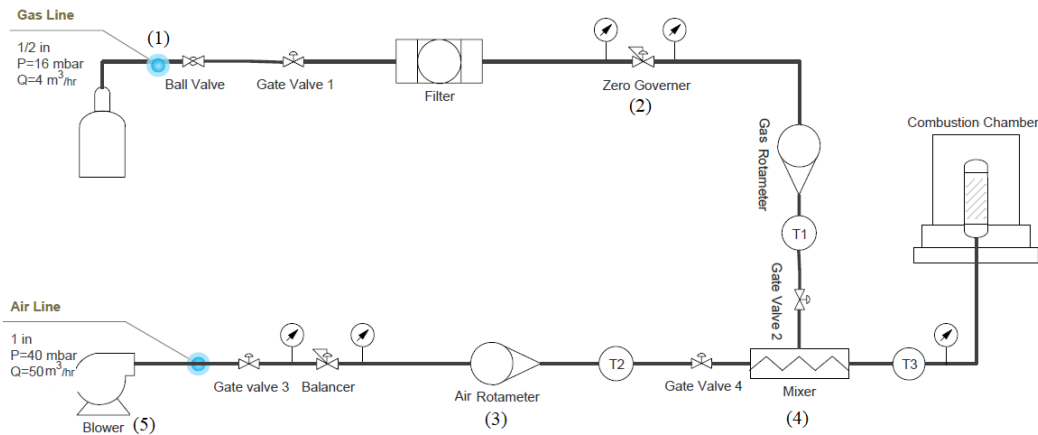 Gas Line
(1)
1/2 in
P=16 mbar
Q=4 m³/hr
Ball Valve
Gate Valve 1
Filter
Zero Governer
(2)
Combustion Chamber
Gas Rotameter
T1
Gate Valve 2
Air Line
1 in
P=40 mbar
Q=50m³/hr
Gate valve 3
Balancer
Air Rotameter
T2
Gate Valve 4
Mixer
T3
Blower
(5)
(3)
(4)